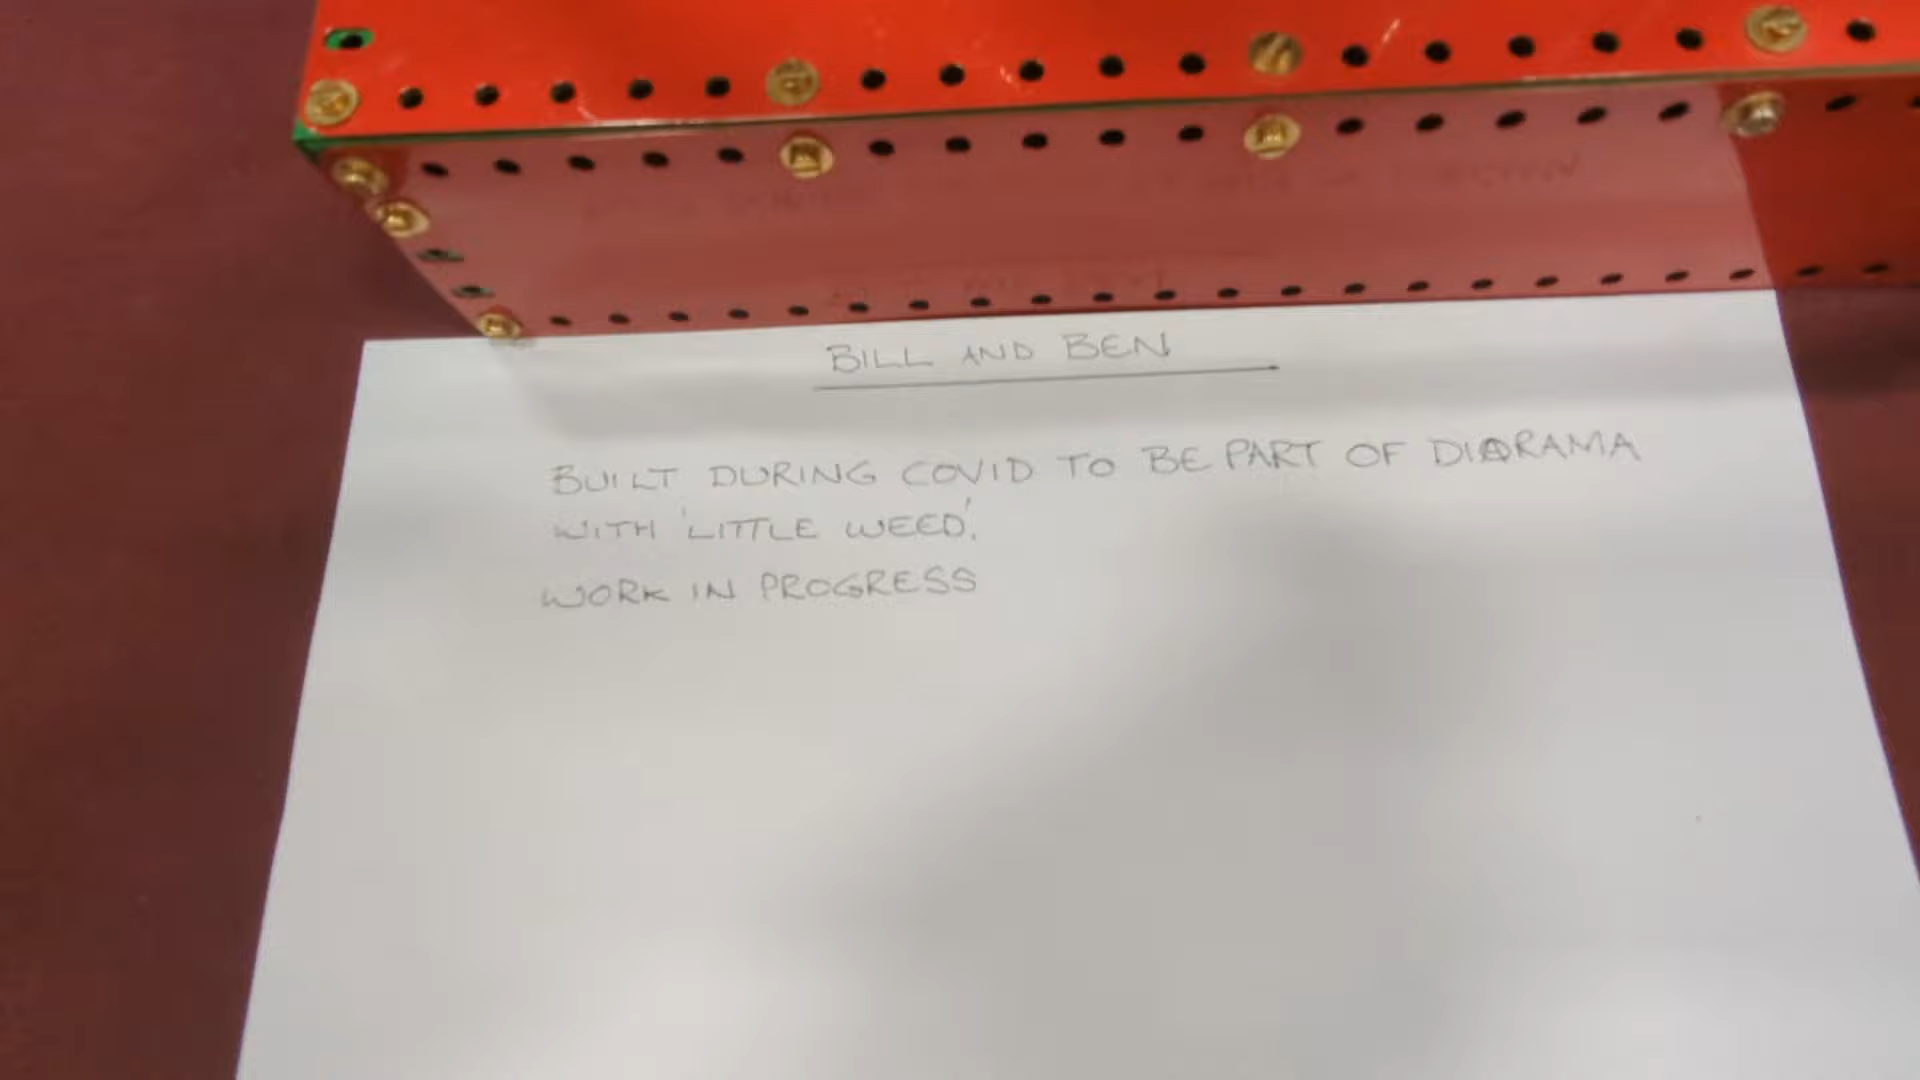 BILL AND BEN
BUILT DURING COVID TO BE PART OF DIORAMA
WITH 'LITTLE WEED'.
WORK IN PROGRESS